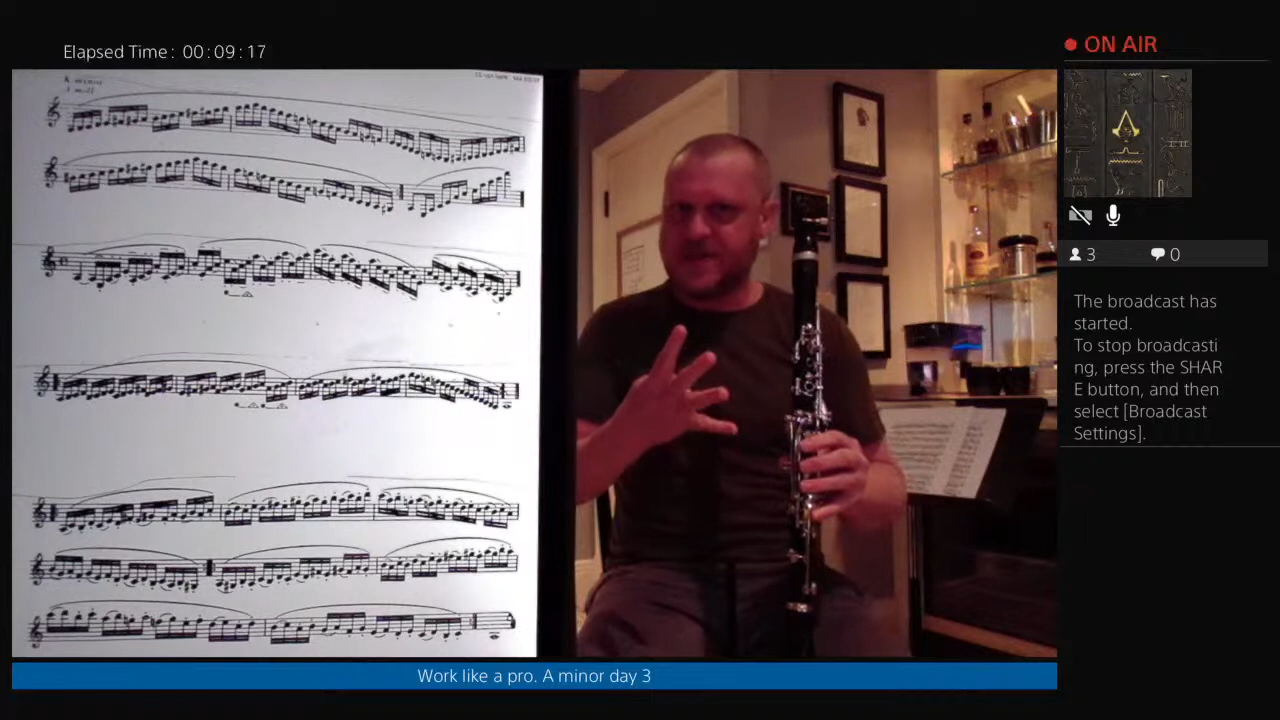 Elapsed Time: 00:09:17
ON AIR
3
0
The broadcast has
started.
To stop broadcasti
ng, press the SHAR
E button, and then
select [Broadcast
Settings].
Work like a pro. A minor day 3